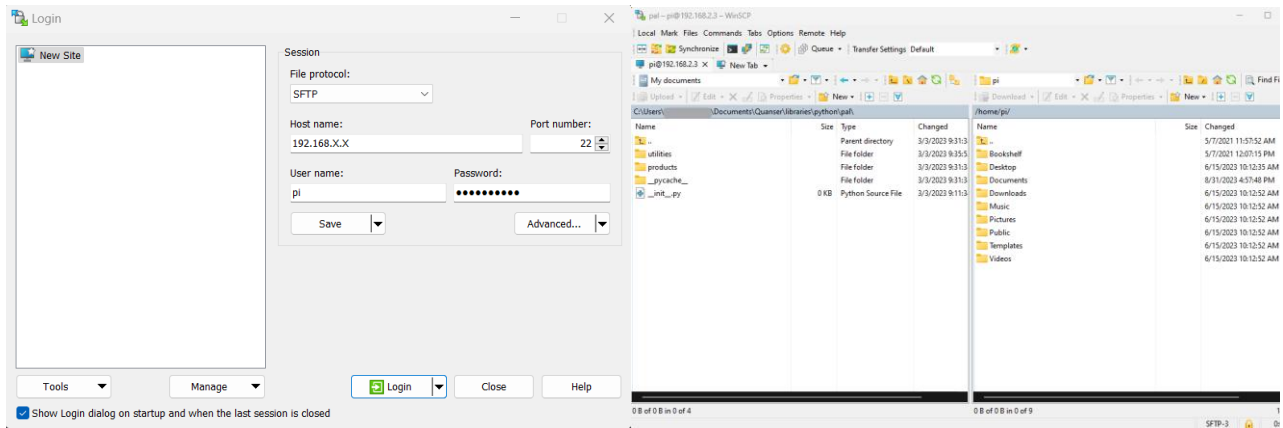 Login
New Site
Session
File protocol:
SFTP
Host name:
Port number:
192.168.X.X
22
User name:
Password:
pi
••••••••••
Save
Advanced...
Tools
Manage
Login
Close
Help
Show Login dialog on startup and when the last session is closed
pal – pi@192.168.2.3 – WinSCP
Local Mark Files Commands Tabs Options Remote Help
Synchronize
Queue
Transfer Settings Default
pi@192.168.2.3 × New Tab
My documents
Upload Edit Properties New
C:\Users\ \Documents\Quanser\libraries\python\pal\
Name Size Type Changed
.. Parent directory 3/3/2023 9:31:3
utilities File folder 3/3/2023 9:35:5
products File folder 3/3/2023 9:31:3
__pycache__ File folder 3/3/2023 9:31:3
__init__.py 0 KB Python Source File 3/3/2023 9:11:3
0 B of 0 B in 0 of 4
pi
Find Fi
Download Edit Properties New
/home/pi/
Name Size Changed
.. 5/7/2021 11:57:52 AM
Bookshelf 5/7/2021 12:07:15 PM
Desktop 6/15/2023 10:12:35 AM
Documents 8/31/2023 4:57:48 PM
Downloads 6/15/2023 10:12:52 AM
Music 6/15/2023 10:12:52 AM
Pictures 6/15/2023 10:12:52 AM
Public 6/15/2023 10:12:52 AM
Templates 6/15/2023 10:12:52 AM
Videos 6/15/2023 10:12:52 AM
0 B of 0 B in 0 of 9
SFTP-3